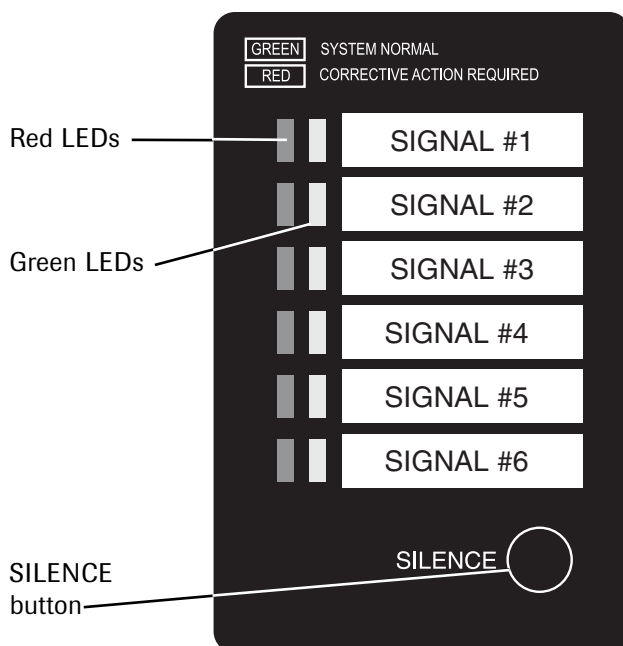 GREEN SYSTEM NORMAL
RED CORRECTIVE ACTION REQUIRED
Red LEDs
SIGNAL #1
SIGNAL #2
Green LEDs
SIGNAL #3
SIGNAL #4
SIGNAL #5
SIGNAL #6
SILENCE
SILENCE
button